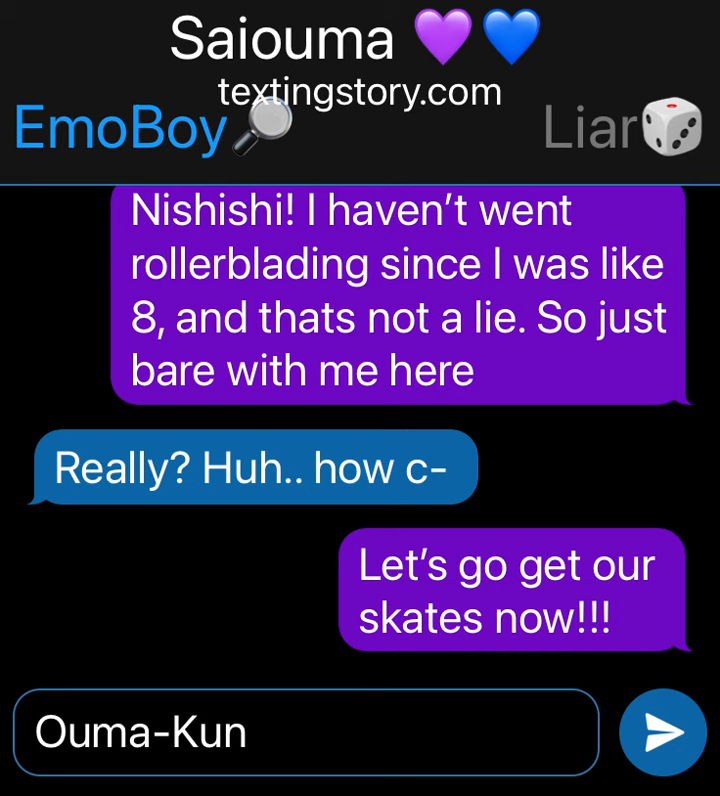 Saiouma 💜💙
textingstory.com
EmoBoy🔎 Liar🎲
Nishishi! I haven’t went
rollerblading since I was like
8, and thats not a lie. So just
bare with me here
Really? Huh.. how c-
Let’s go get our
skates now!!!
Ouma-Kun